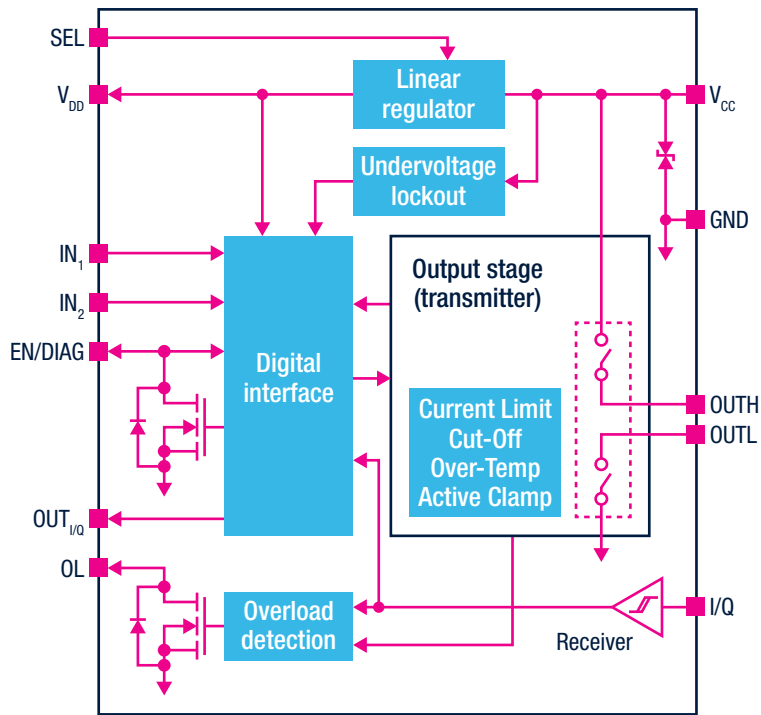 SEL
Linear
regulator
VDD
VCC
Undervoltage
lockout
GND
IN1
Output stage
(transmitter)
IN2
EN/DIAG
Digital
interface
Current Limit
Cut-Off
Over-Temp
Active Clamp
OUTH
OUTL
OUTI/Q
OL
Overload
detection
I/Q
Receiver